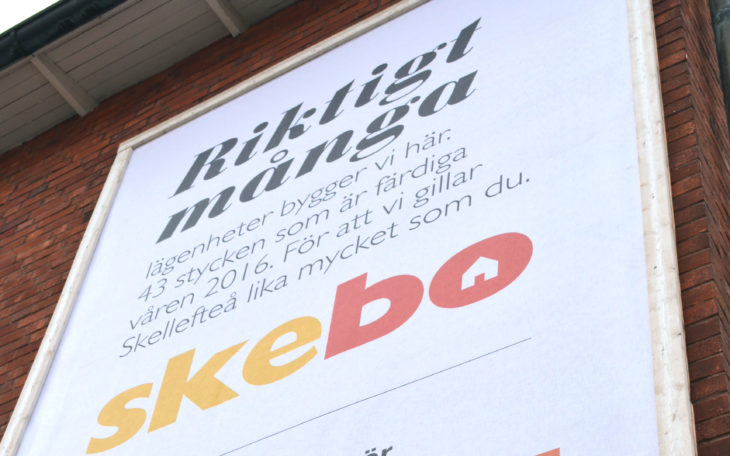 Riktigt
många
lägenheter bygger vi här.
43 stycken som är färdiga
våren 2016. För att vi gillar
Skellefteå lika mycket som du.
skebo